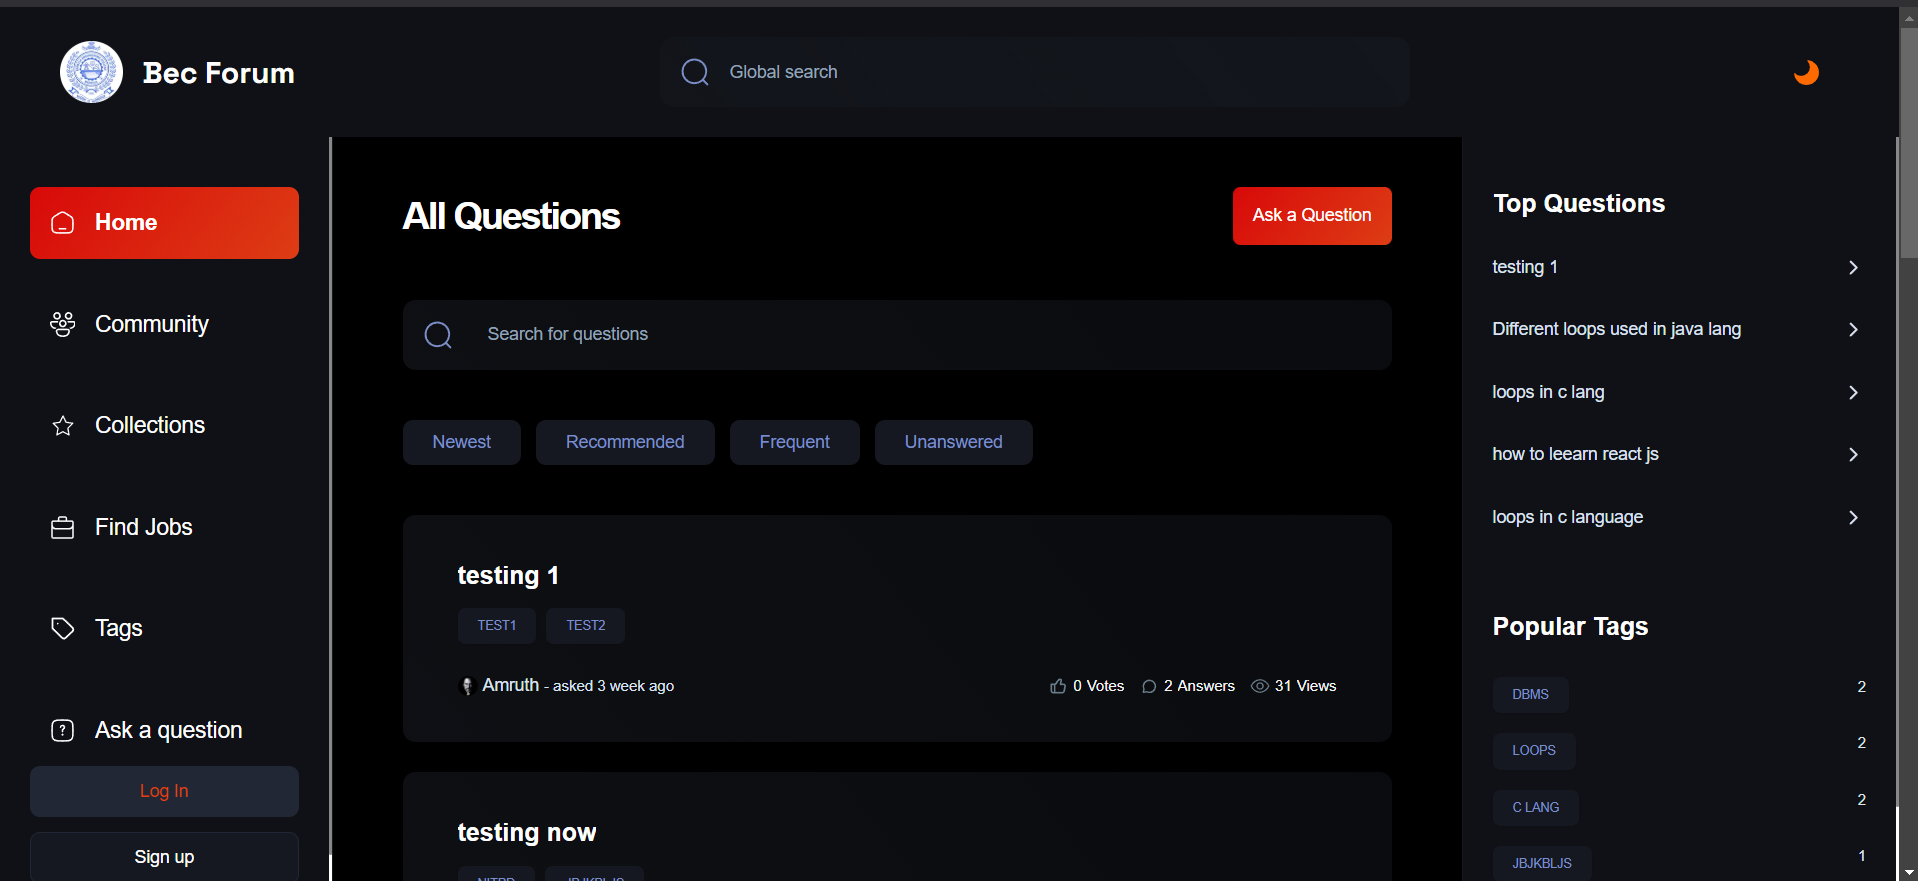 Bec Forum
Global search
Home
Community
Collections
Find Jobs
Tags
Ask a question
Log In
Sign up
All Questions
Ask a Question
Search for questions
Newest
Recommended
Frequent
Unanswered
testing 1
TEST1
TEST2
Amruth - asked 3 week ago
0 Votes
2 Answers
31 Views
testing now
Top Questions
testing 1
Different loops used in java lang
loops in c lang
how to leearn react js
loops in c language
Popular Tags
DBMS 2
LOOPS 2
C LANG 2
JBJKBLJS 1